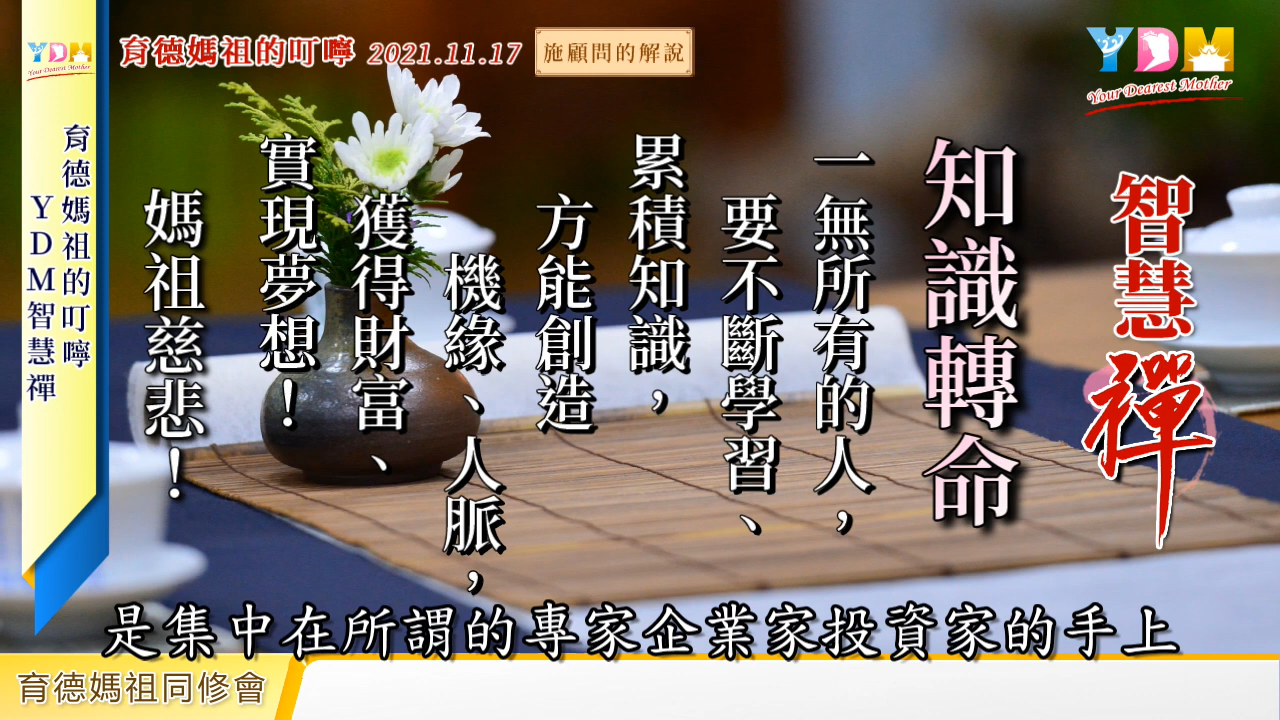 YDM
Your Dearest Mother
育德媽祖的叮嚀
YDM智慧禪
育德媽祖的叮嚀 2021.11.17
施顧問的解說
YDM
Your Dearest Mother
智慧禪
知識轉命
一無所有的人，
要不斷學習、
累積知識，
方能創造
機緣、人脈，
獲得財富、
實現夢想！
媽祖慈悲！
是集中在所謂的專家企業家投資家的手上
育德媽祖同修會